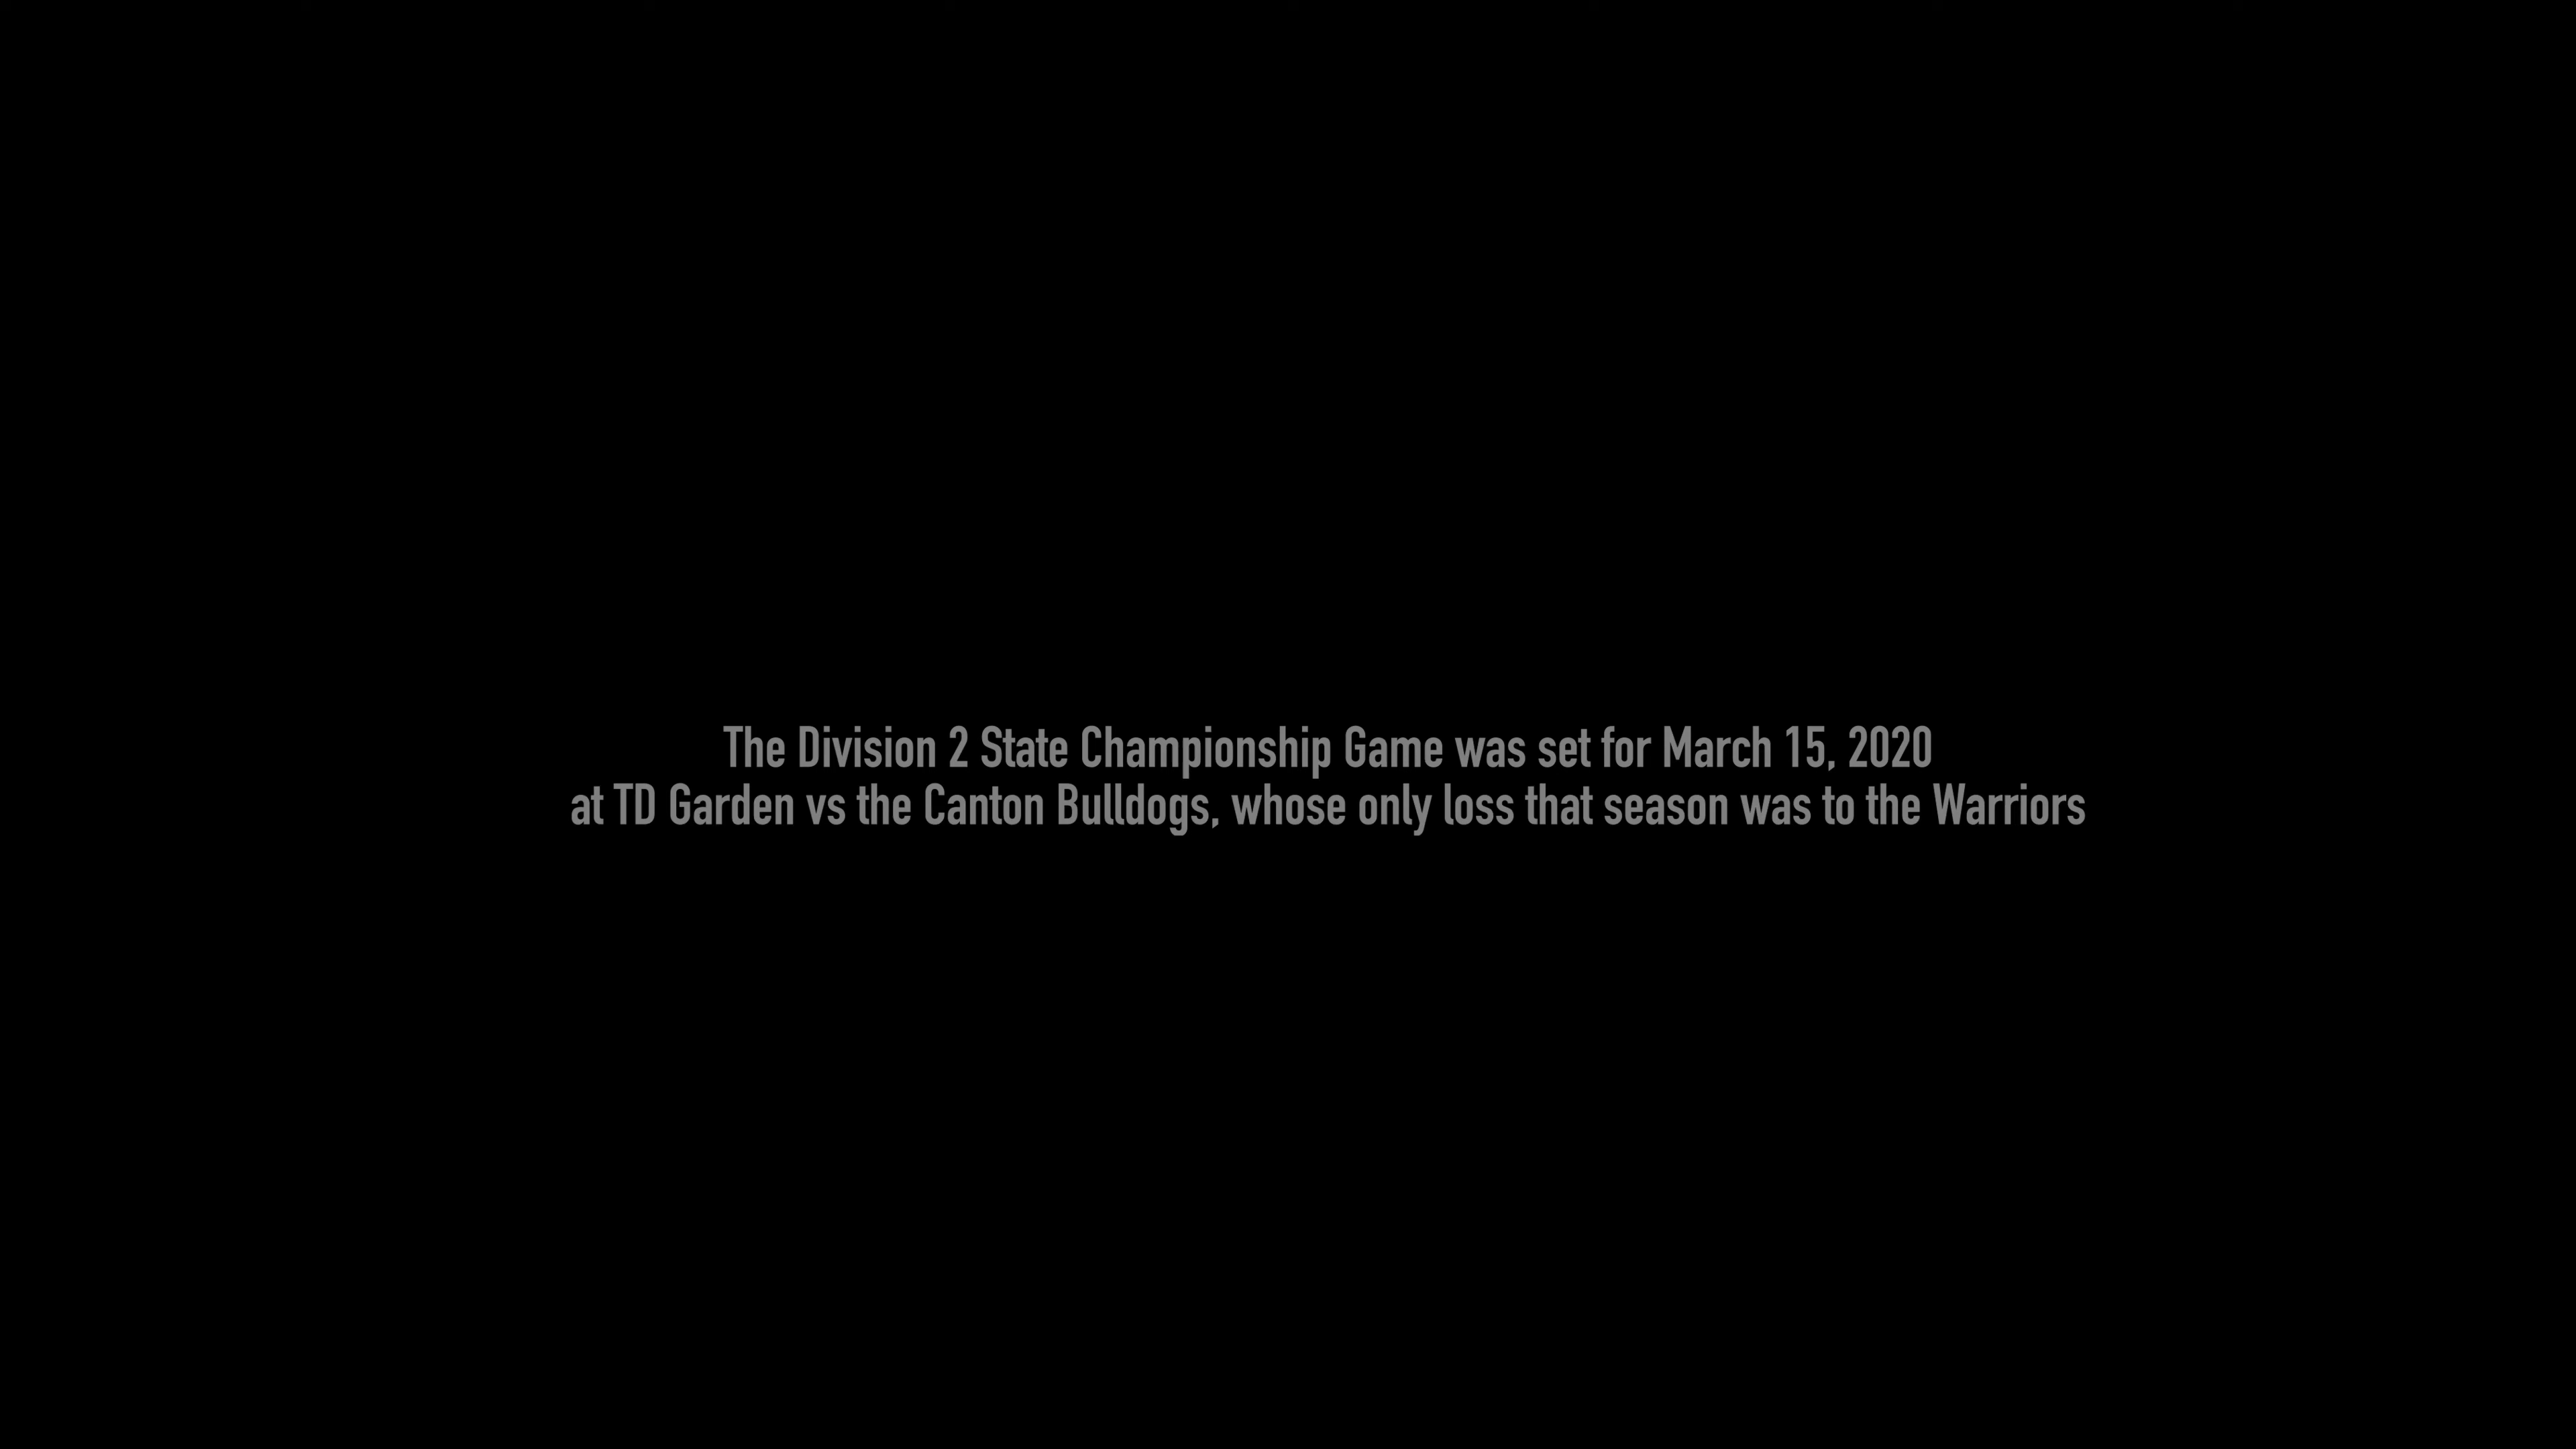 The Division 2 State Championship Game was set for March 15, 2020
at TD Garden vs the Canton Bulldogs, whose only loss that season was to the Warriors